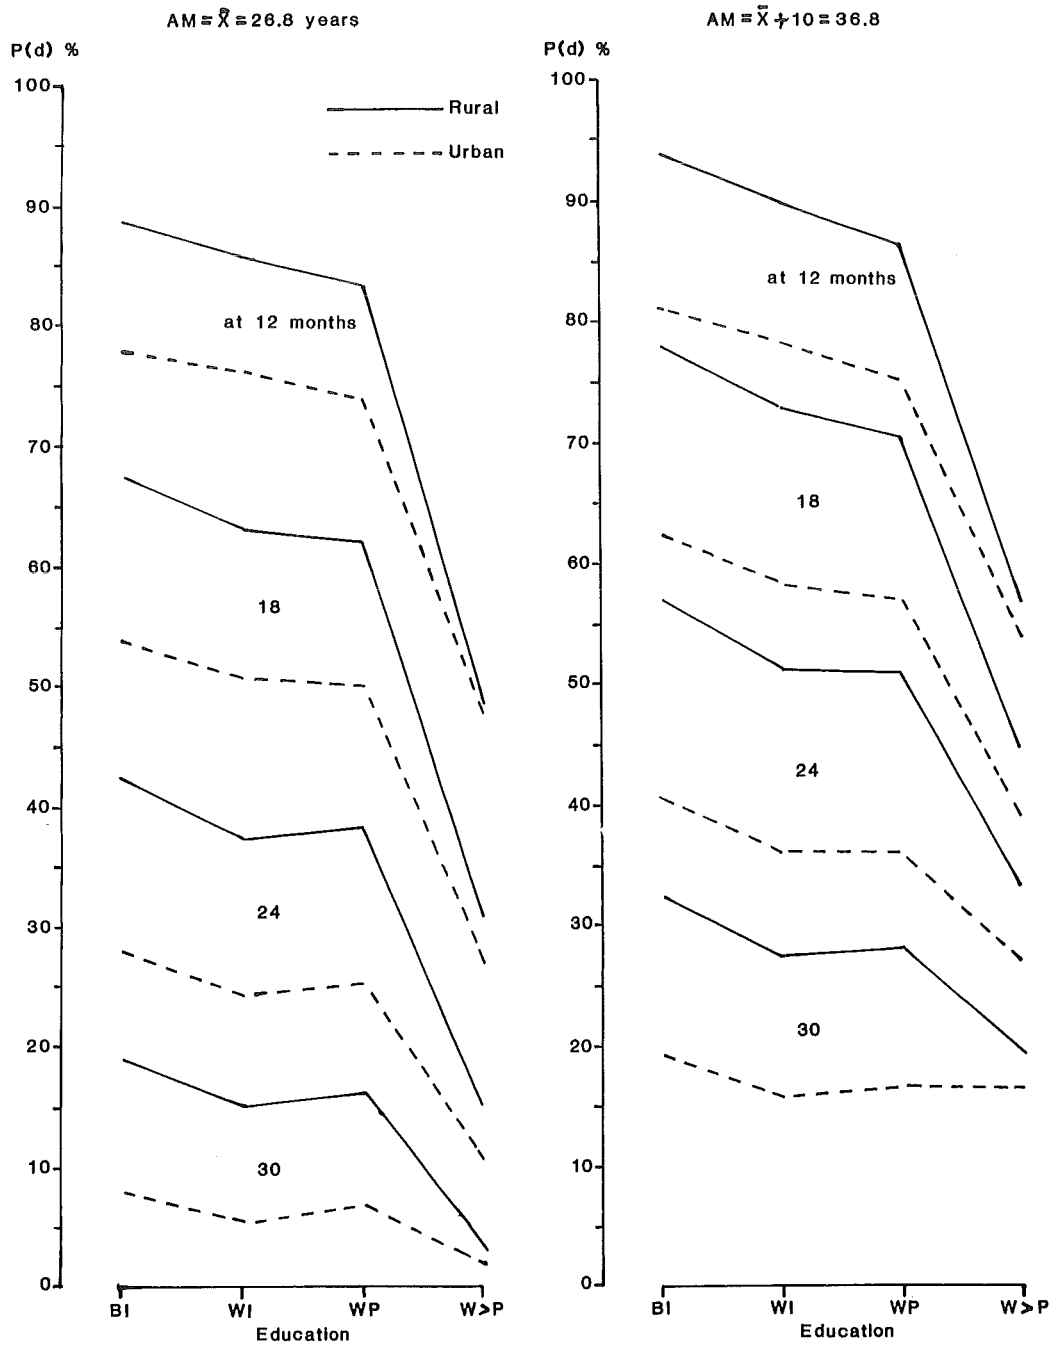 AM = X̄ = 26.8 years
P(d) %
100
90
80
70
60
50
40
30
20
10
0
Rural
Urban
at 12 months
18
24
30
BI WI WP W>P
Education
AM = X̄ + 10 = 36.8
P(d) %
100
90
80
70
60
50
40
30
20
10
0
at 12 months
18
24
30
BI WI WP W>P
Education